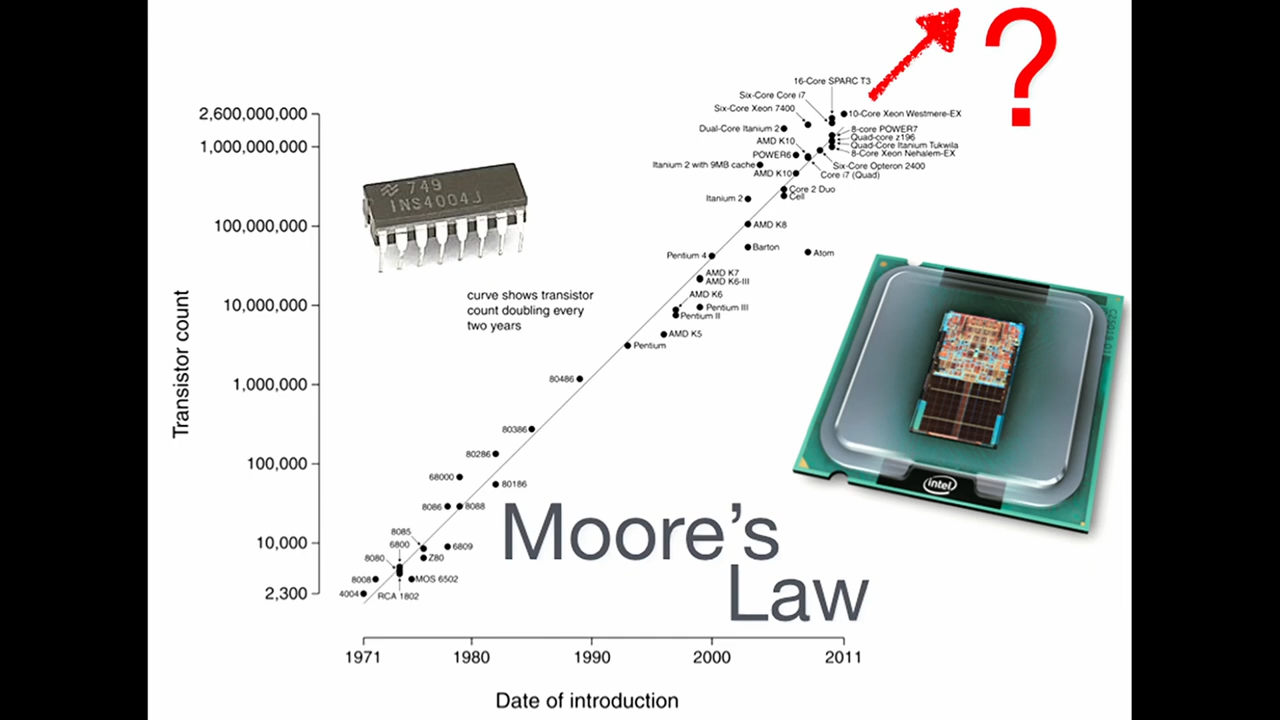 ?
16-Core SPARC T3
Six-Core Core i7
Six-Core Xeon 7400
2,600,000,000
10-Core Xeon Westmere-EX
Dual-Core Itanium 2
8-core POWER7
Quad-core z196
AMD K10
1,000,000,000
Quad-Core Itanium Tukwila
8-Core Xeon Nehalem-EX
POWER6
Itanium 2 with 9MB cache
Six-Core Opteron 2400
AMD K10
Core i7 (Quad)
749
INS4004J
Core 2 Duo
Cell
Itanium 2
100,000,000
AMD K8
Barton
Atom
Pentium 4
AMD K7
AMD K6-III
curve shows transistor
count doubling every
two years
AMD K6
10,000,000
Pentium III
Pentium II
AMD K5
Pentium
Transistor count
1,000,000
80486
80386
80286
100,000
68000
80186
intel
8086
8088
Moore's
Law
8085
6800
10,000
6809
8080
Z80
8008
MOS 6502
2,300
4004
RCA 1802
1971
1980
1990
2000
2011
Date of introduction